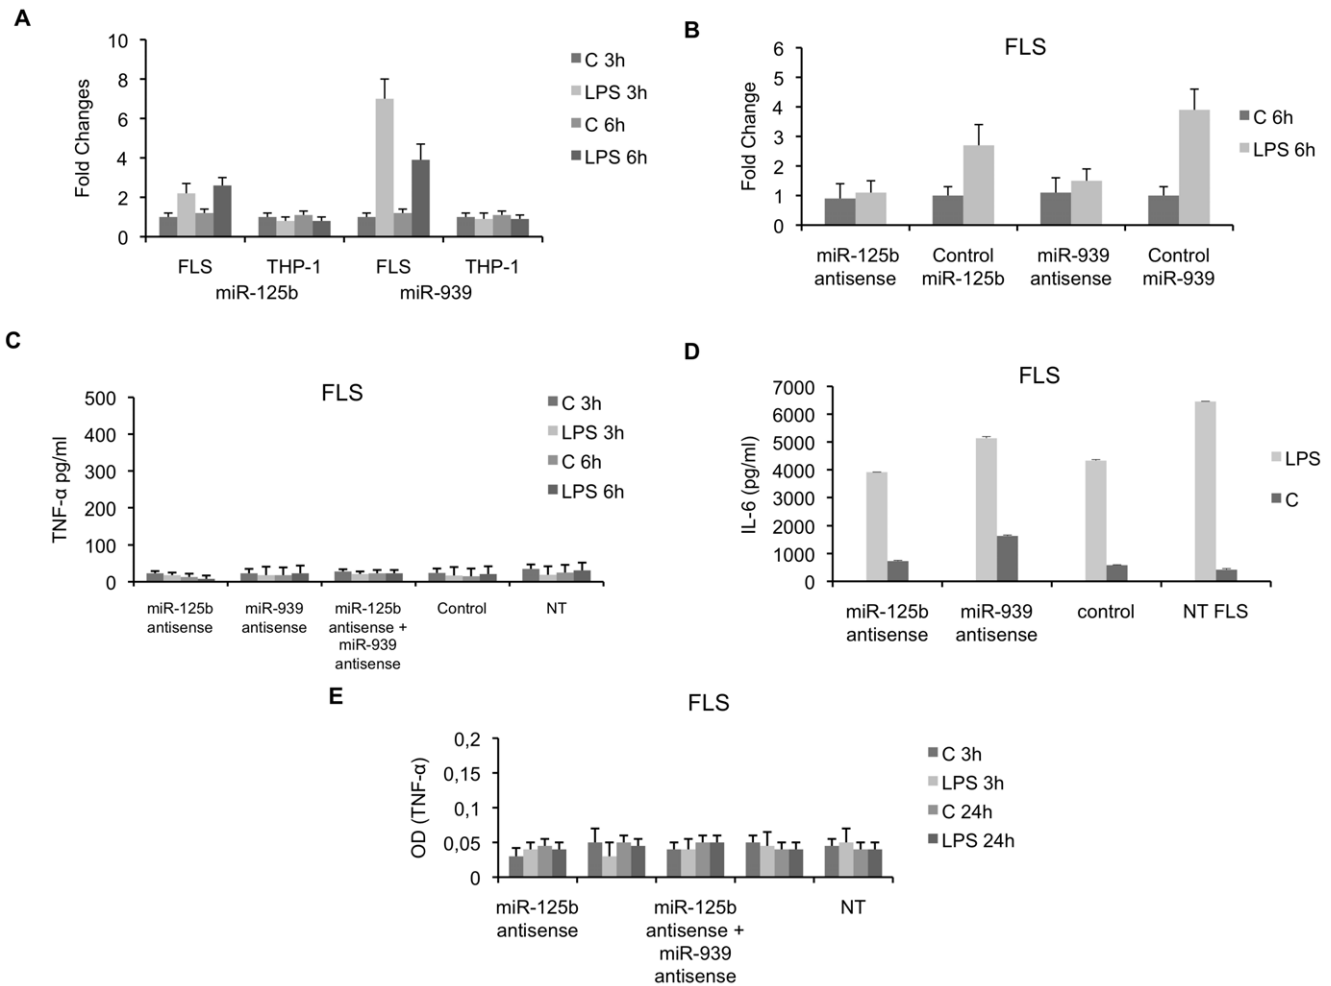 A
Fold Changes
10
8
6
4
2
0
C 3h
LPS 3h
C 6h
LPS 6h
FLS THP-1 FLS THP-1
miR-125b miR-939
B
FLS
Fold Change
6
5
4
3
2
1
0
C 6h
LPS 6h
miR-125b Control miR-939 Control
antisense miR-125b antisense miR-939
C
FLS
TNF-α pg/ml
500
400
300
200
100
0
C 3h
LPS 3h
C 6h
LPS 6h
miR-125b miR-939 miR-125b Control NT
antisense antisense antisense +
miR-939
antisense
D
FLS
IL-6 (pg/ml)
7000
6000
5000
4000
3000
2000
1000
0
LPS
C
miR-125b miR-939 control NT FLS
antisense antisense
E
FLS
OD (TNF-α)
0,2
0,15
0,1
0,05
0
C 3h
LPS 3h
C 24h
LPS 24h
miR-125b miR-125b NT
antisense antisense +
miR-939
antisense